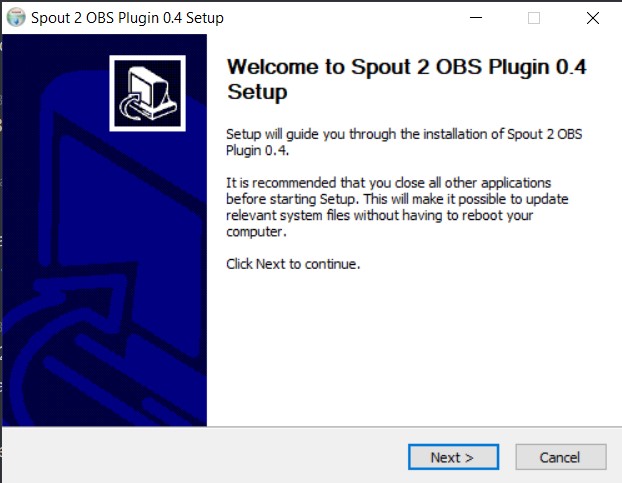 Spout 2 OBS Plugin 0.4 Setup
Welcome to Spout 2 OBS Plugin 0.4
Setup
Setup will guide you through the installation of Spout 2 OBS
Plugin 0.4.
It is recommended that you close all other applications
before starting Setup. This will make it possible to update
relevant system files without having to reboot your
computer.
Click Next to continue.
Next >
Cancel